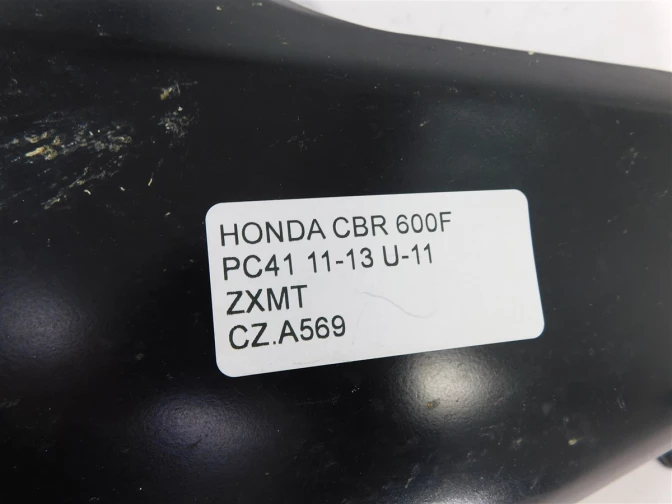 HONDA CBR 600F
PC41 11-13 U-11
ZXMT
CZ.A569